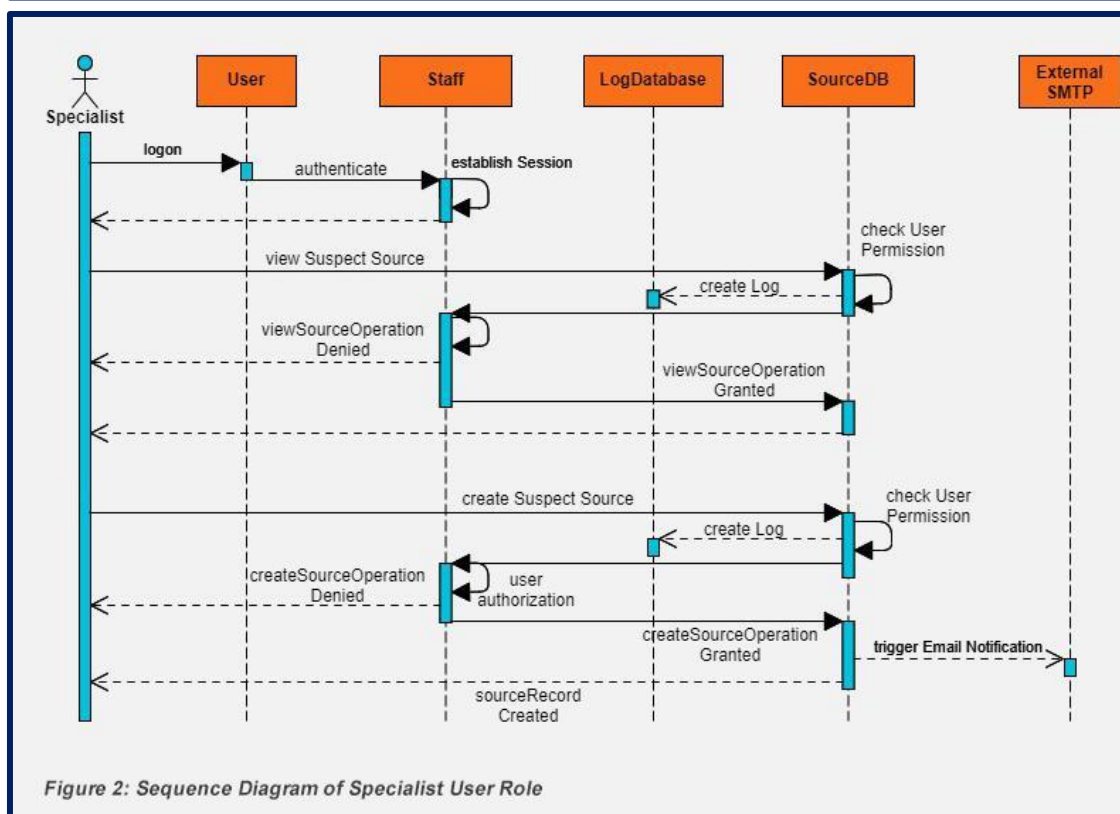 User
Staff
LogDatabase
SourceDB
External
SMTP
Specialist
logon
authenticate
establish Session
check User
Permission
view Suspect Source
create Log
viewSourceOperation
Denied
viewSourceOperation
Granted
create Suspect Source
check User
Permission
create Log
createSourceOperation
Denied
user
authorization
createSourceOperation
Granted
trigger Email Notification
sourceRecord
Created
Figure 2: Sequence Diagram of Specialist User Role